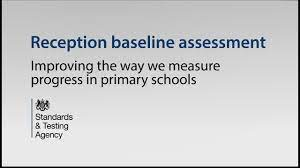 Reception baseline assessment
Improving the way we measure
progress in primary schools
Standards
& Testing
Agency